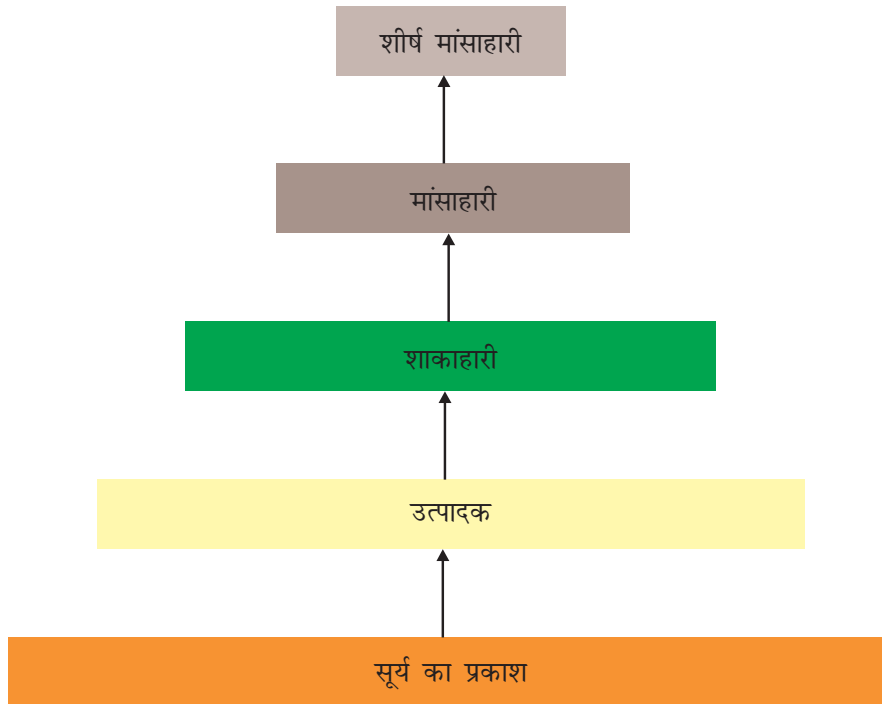 शीर्ष मांसाहारी
मांसाहारी
शाकाहारी
उत्पादक
सूर्य का प्रकाश